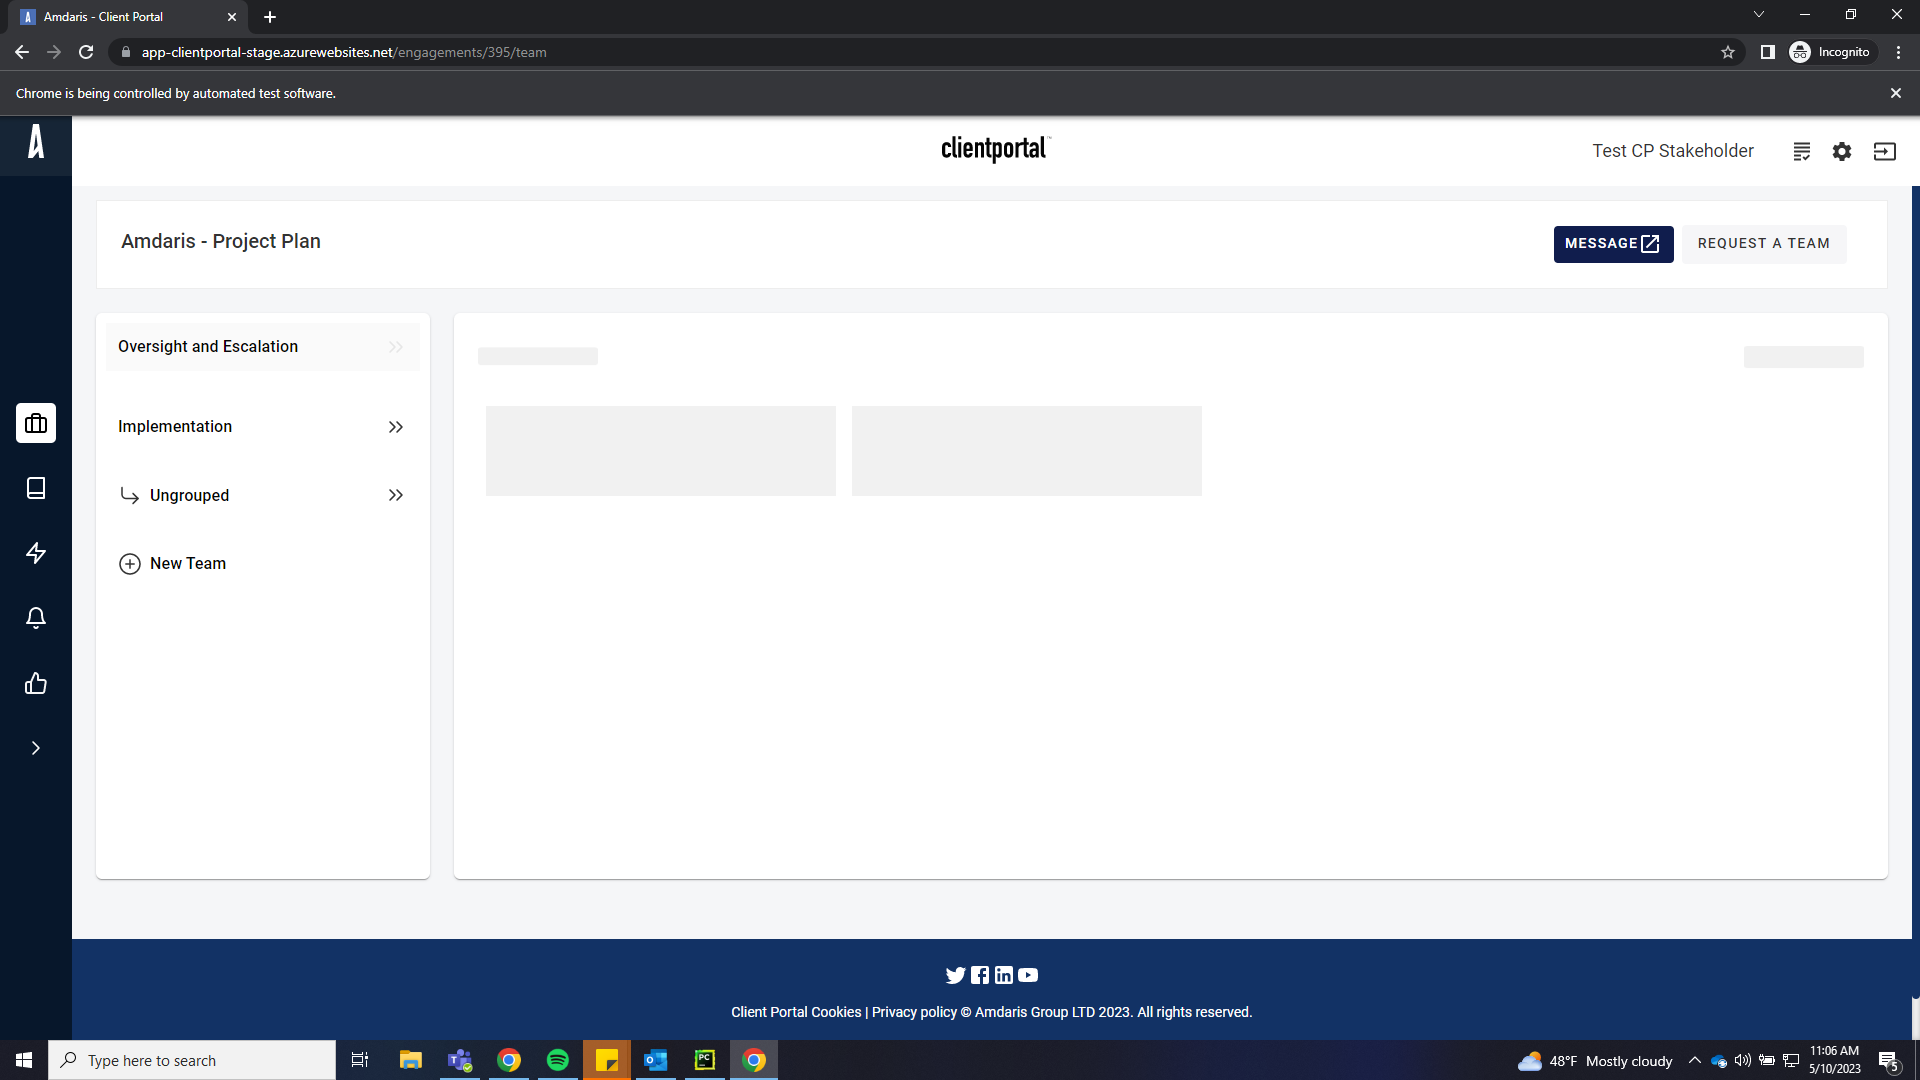 Amdaris - Client Portal
app-clientportal-stage.azurewebsites.net/engagements/395/team
Incognito
Chrome is being controlled by automated test software.
clientportal™
Test CP Stakeholder
Amdaris - Project Plan
MESSAGE
REQUEST A TEAM
Oversight and Escalation
Implementation
Ungrouped
New Team
Client Portal Cookies | Privacy policy © Amdaris Group LTD 2023. All rights reserved.
Type here to search
48°F Mostly cloudy
11:06 AM
5/10/2023
5